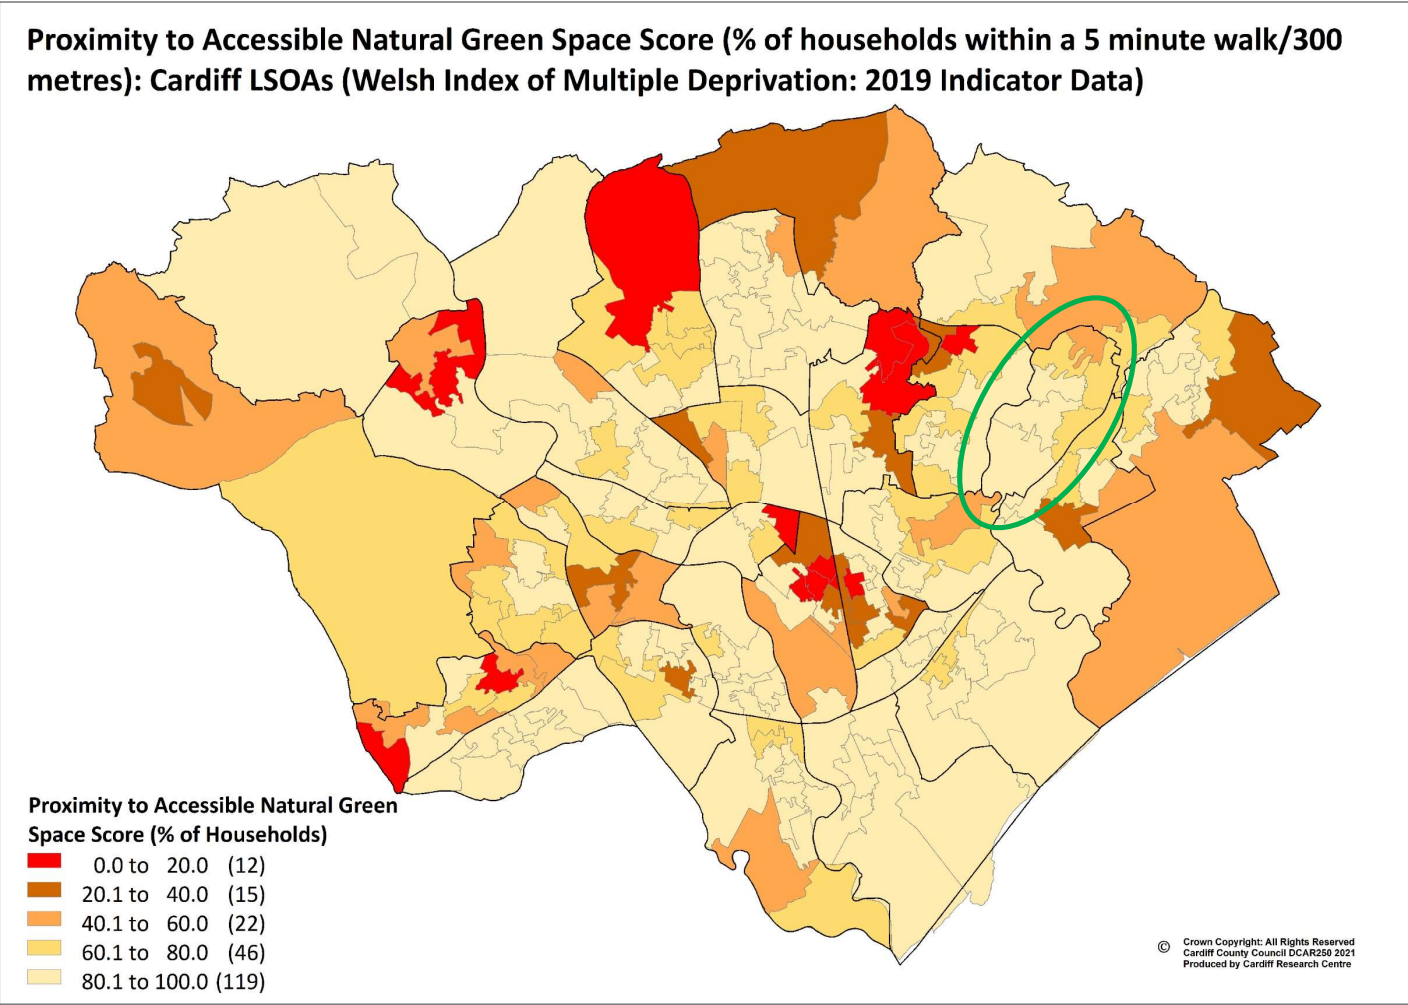 Proximity to Accessible Natural Green Space Score (% of households within a 5 minute walk/300
metres): Cardiff LSOAs (Welsh Index of Multiple Deprivation: 2019 Indicator Data)
Proximity to Accessible Natural Green
Space Score (% of Households)
0.0 to 20.0 (12)
20.1 to 40.0 (15)
40.1 to 60.0 (22)
60.1 to 80.0 (46)
80.1 to 100.0 (119)
© Crown Copyright: All Rights Reserved
Cardiff County Council DCAR250 2021
Produced by Cardiff Research Centre